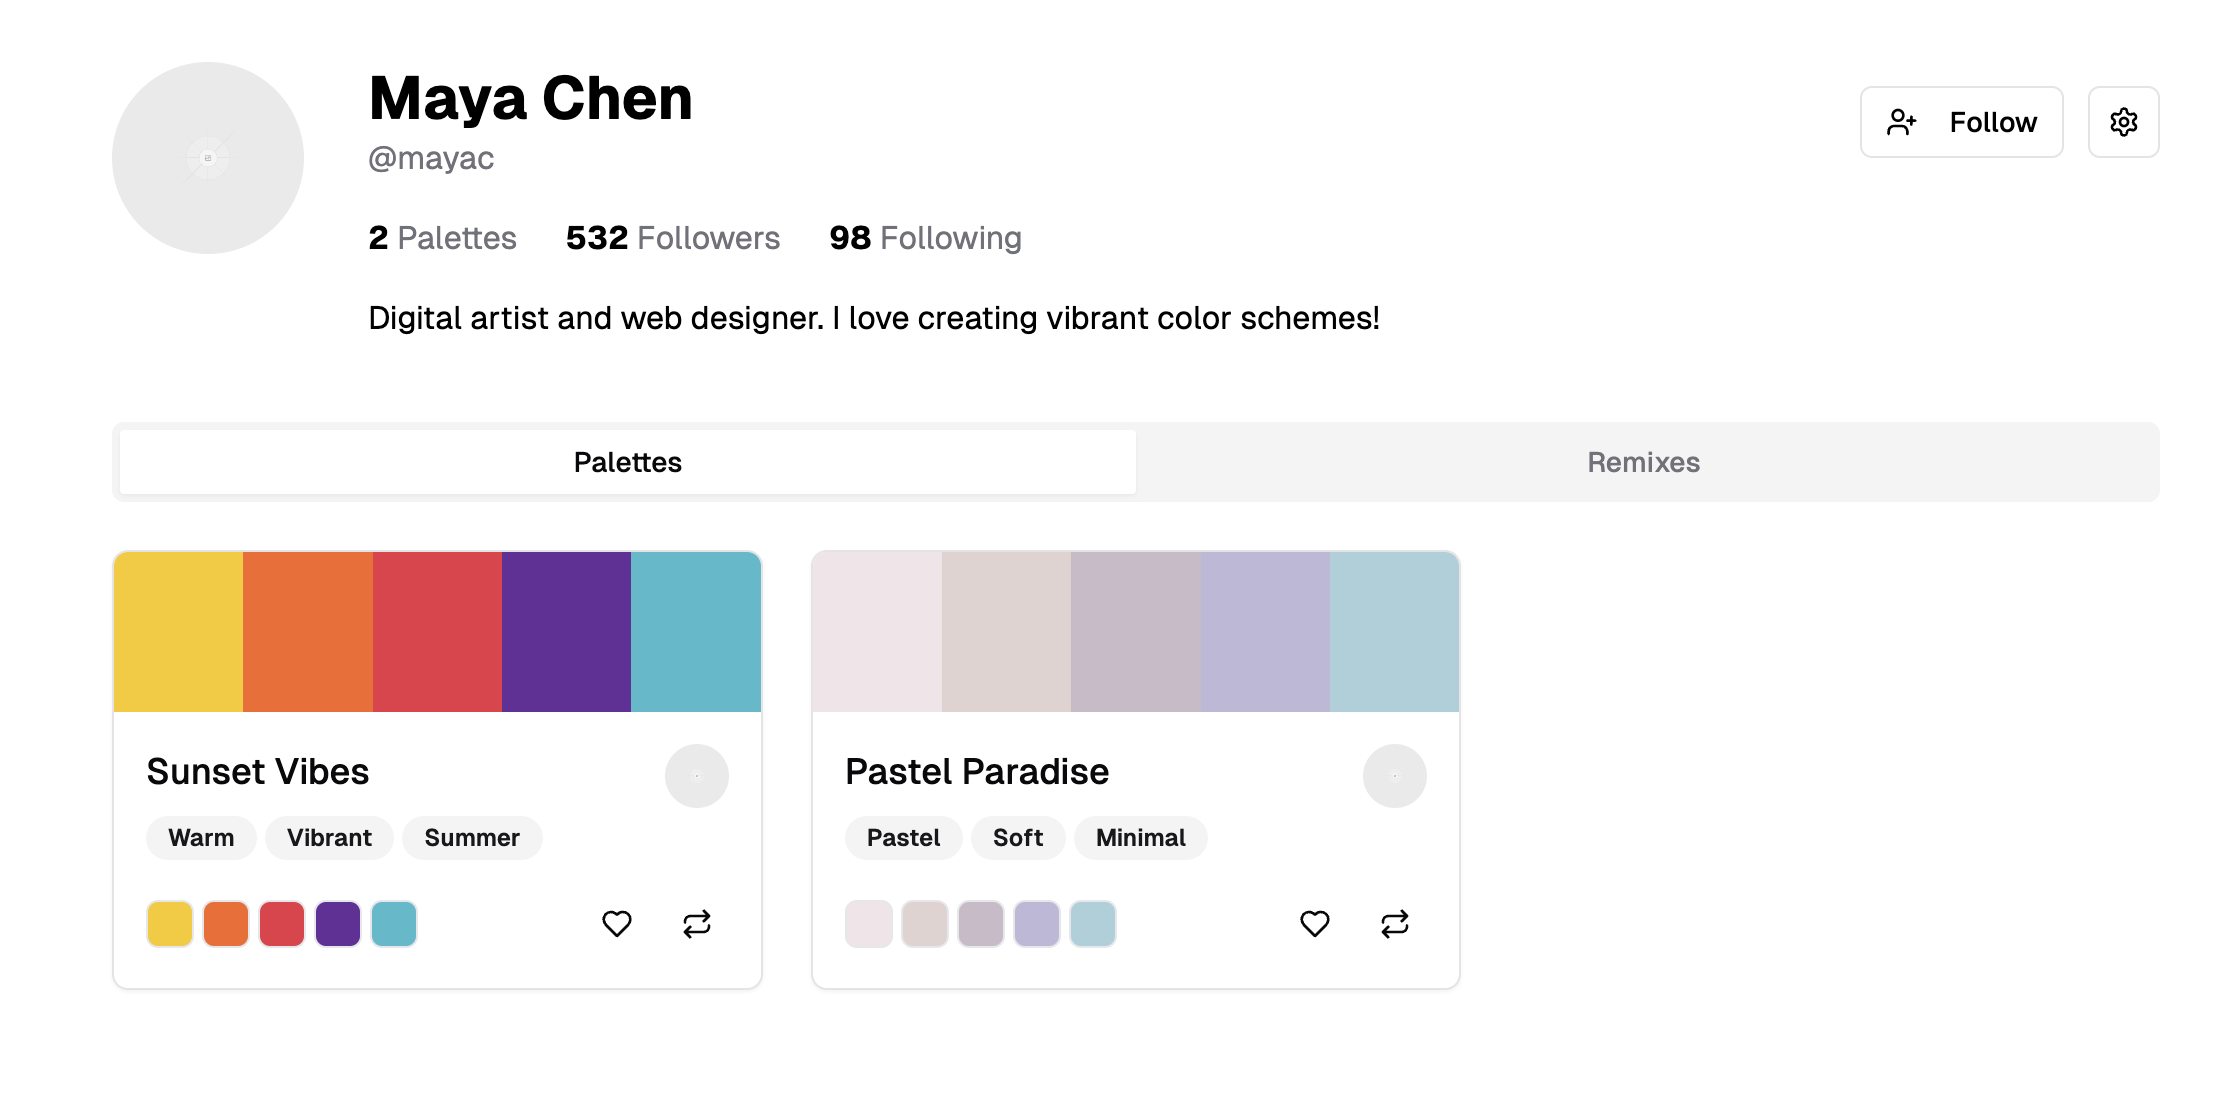 Maya Chen
@mayac
Follow
2 Palettes 532 Followers 98 Following
Digital artist and web designer. I love creating vibrant color schemes!
Palettes Remixes
Sunset Vibes
Warm Vibrant Summer
Pastel Paradise
Pastel Soft Minimal